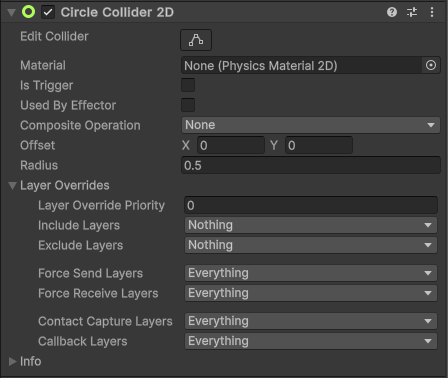 Circle Collider 2D
Edit Collider
Material None (Physics Material 2D)
Is Trigger
Used By Effector
Composite Operation None
Offset X 0 Y 0
Radius 0.5
Layer Overrides
Layer Override Priority 0
Include Layers Nothing
Exclude Layers Nothing
Force Send Layers Everything
Force Receive Layers Everything
Contact Capture Layers Everything
Callback Layers Everything
Info